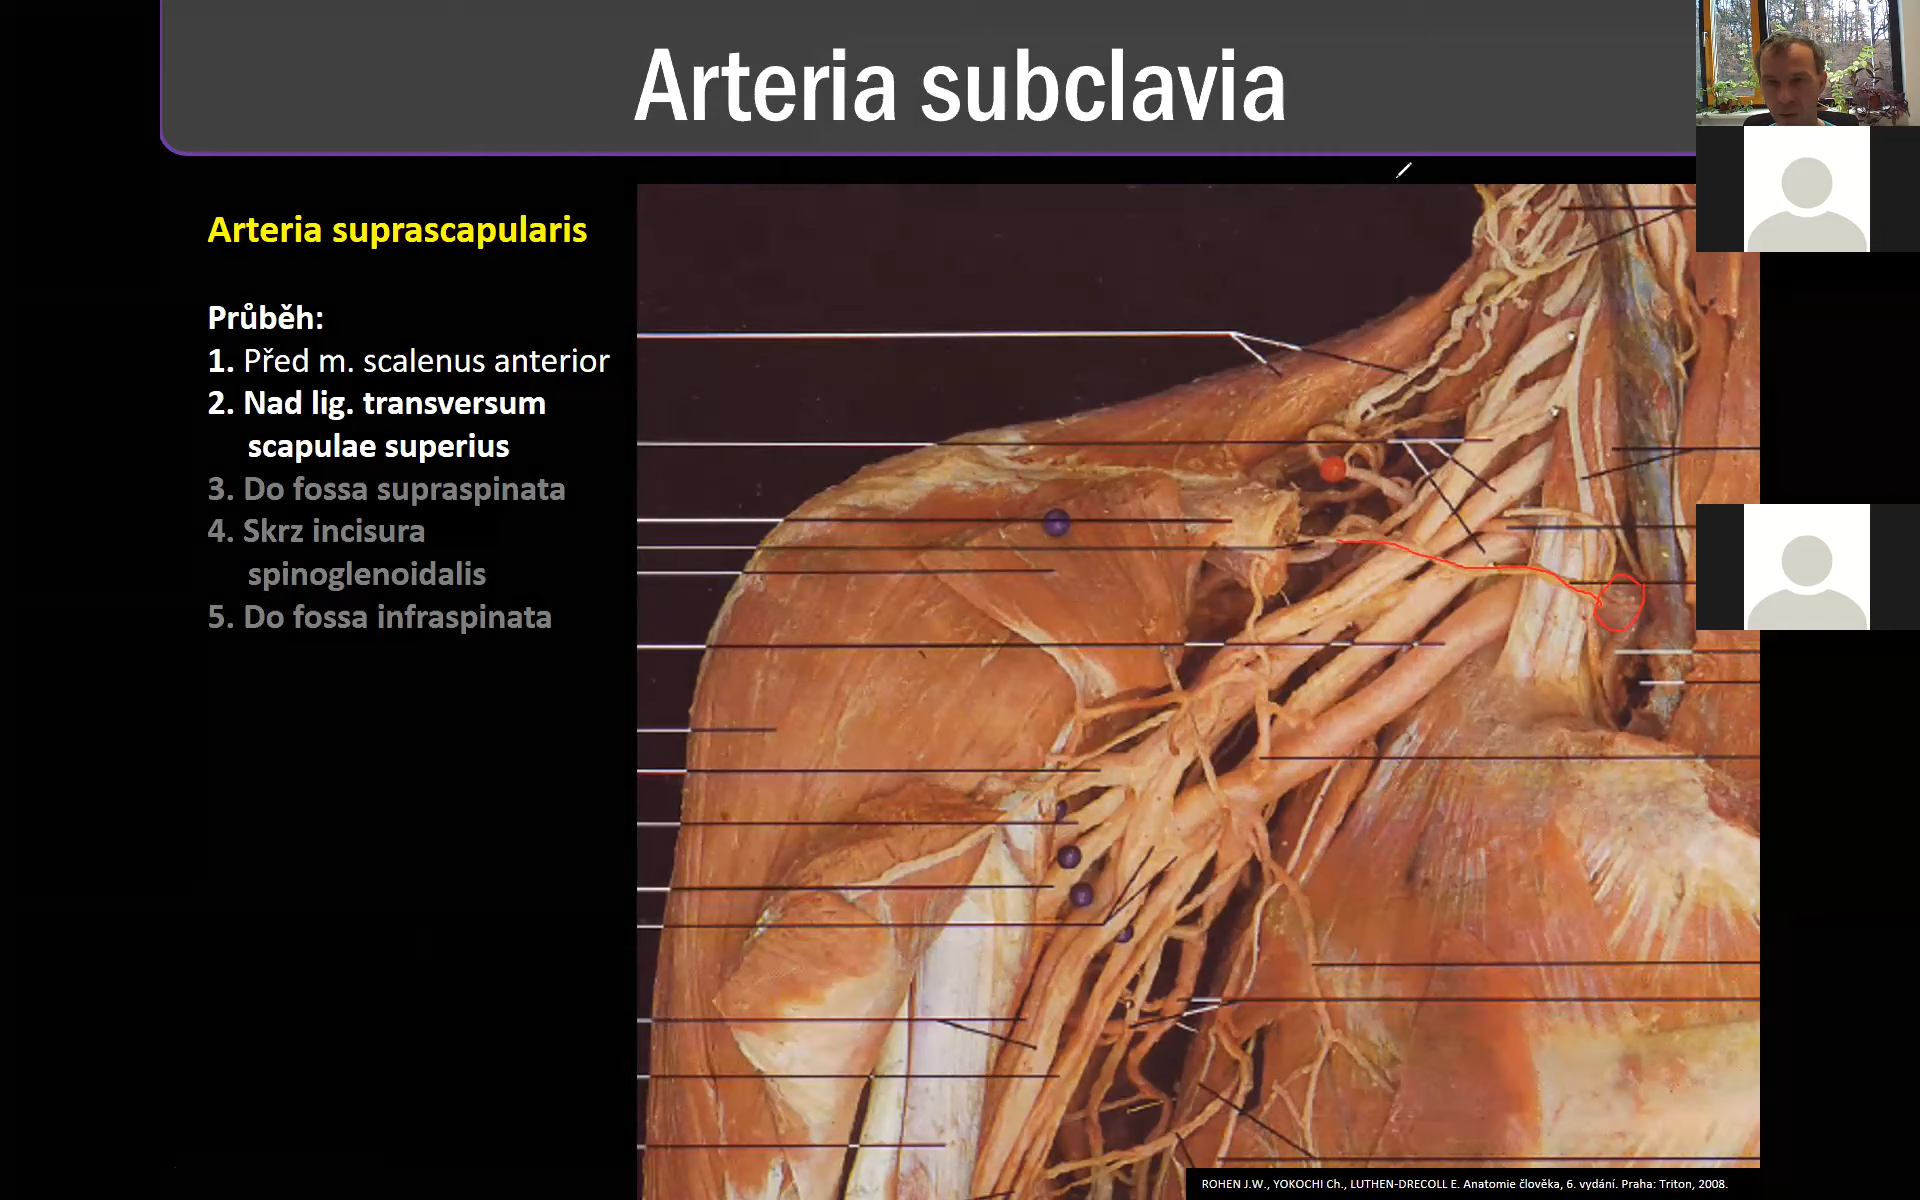 Arteria subclavia
Arteria suprascapularis
Průběh:
1. Před m. scalenus anterior
2. Nad lig. transversum
scapulae superius
3. Do fossa supraspinata
4. Skrz incisura
spinoglenoidalis
5. Do fossa infraspinata
ROHEN J.W., YOKOCHI Ch., LUTHEN-DRECOLL E. Anatomie člověka, 6. vydání. Praha: Triton, 2008.